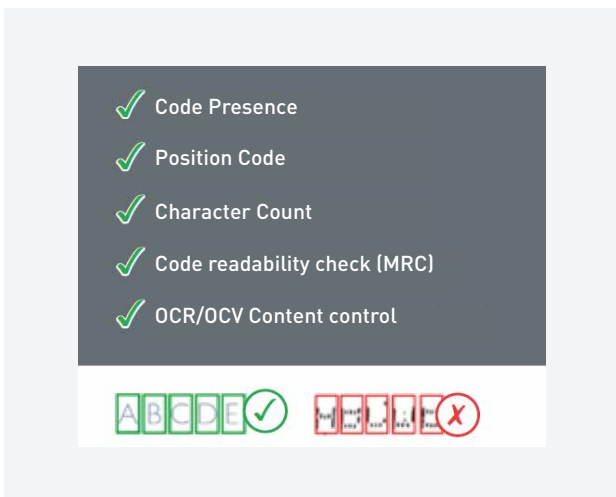 Code Presence
Position Code
Character Count
Code readability check (MRC)
OCR/OCV Content control
ABCDE